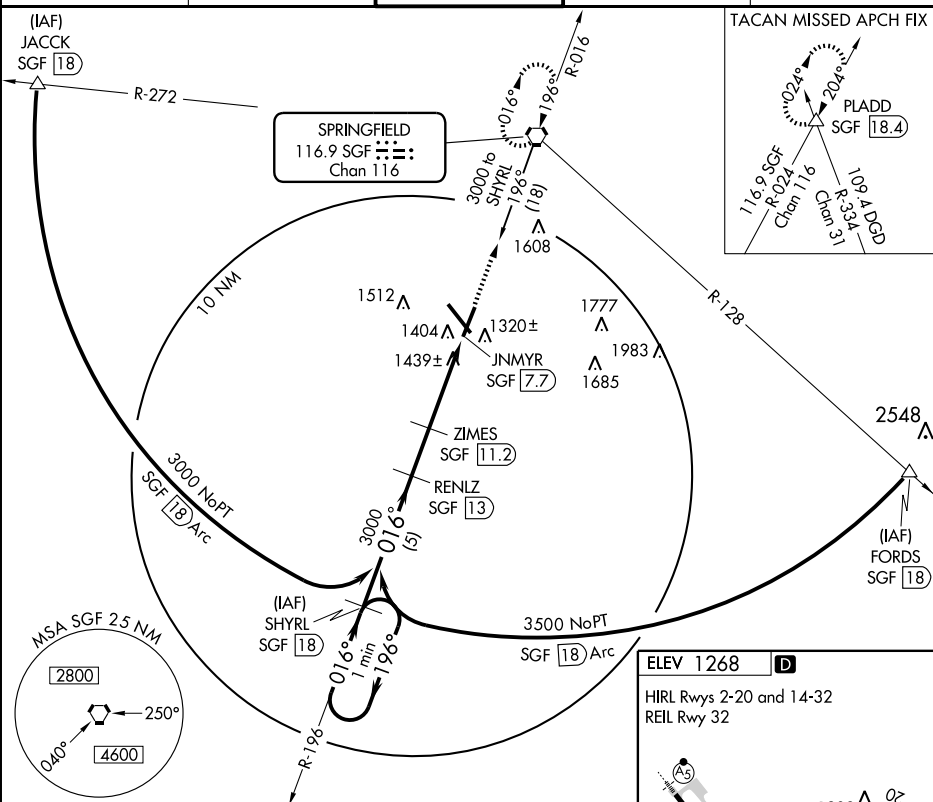 (IAF)
JACCK
SGF 18
R-272
SPRINGFIELD
116.9 SGF
Chan 116
016°
196°
R-016
3000 to
SHYRL
196°
(18)
TACAN MISSED APCH FIX
024°
204°
PLADD
SGF 18.4
116.9 SGF
R-024
Chan 116
109.4 DGD
R-334
Chan 31
1608
10 NM
1512
1404
1320±
1439±
JNMYR
SGF 7.7
1777
1983
1685
R-128
2548
ZIMES
SGF 11.2
RENLZ
SGF 13
3000 NoPT
SGF 18 Arc
3000
016°
(5)
(IAF)
FORDS
SGF 18
(IAF)
SHYRL
SGF 18
3500 NoPT
SGF 18 Arc
016°
1 min
196°
R-196
MSA SGF 25 NM
2800
250°
040°
4600
ELEV 1268
D
HIRL Rwys 2-20 and 14-32
REIL Rwy 32
A5